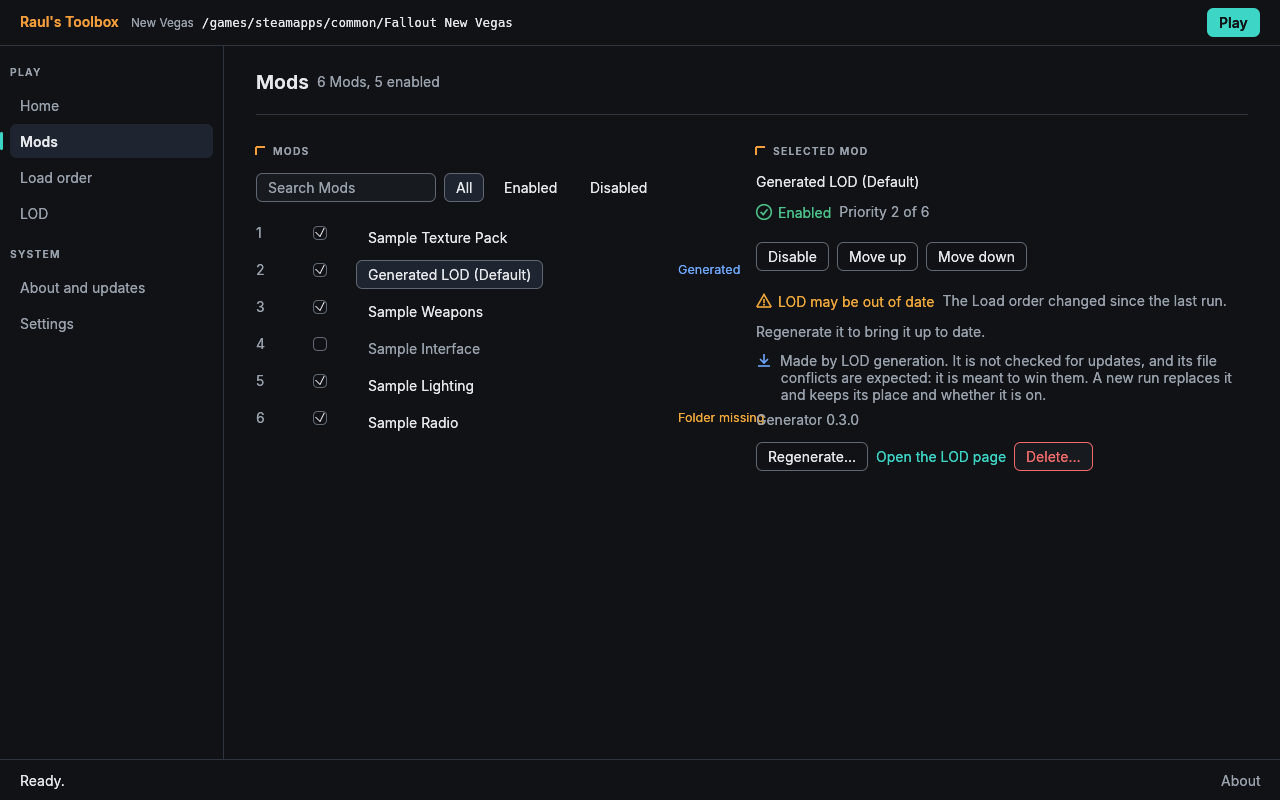 Raul's Toolbox New Vegas /games/steamapps/common/Fallout New Vegas
Play
PLAY
Home
Mods
Load order
LOD
SYSTEM
About and updates
Settings
Mods 6 Mods, 5 enabled
MODS
Search Mods All Enabled Disabled
1 Sample Texture Pack
2 Generated LOD (Default) Generated
3 Sample Weapons
4 Sample Interface
5 Sample Lighting
6 Sample Radio Folder missing
SELECTED MOD
Generated LOD (Default)
Enabled Priority 2 of 6
Disable Move up Move down
LOD may be out of date The Load order changed since the last run.
Regenerate it to bring it up to date.
Made by LOD generation. It is not checked for updates, and its file
conflicts are expected: it is meant to win them. A new run replaces it
and keeps its place and whether it is on.
Generator 0.3.0
Regenerate... Open the LOD page Delete...
Ready.
About